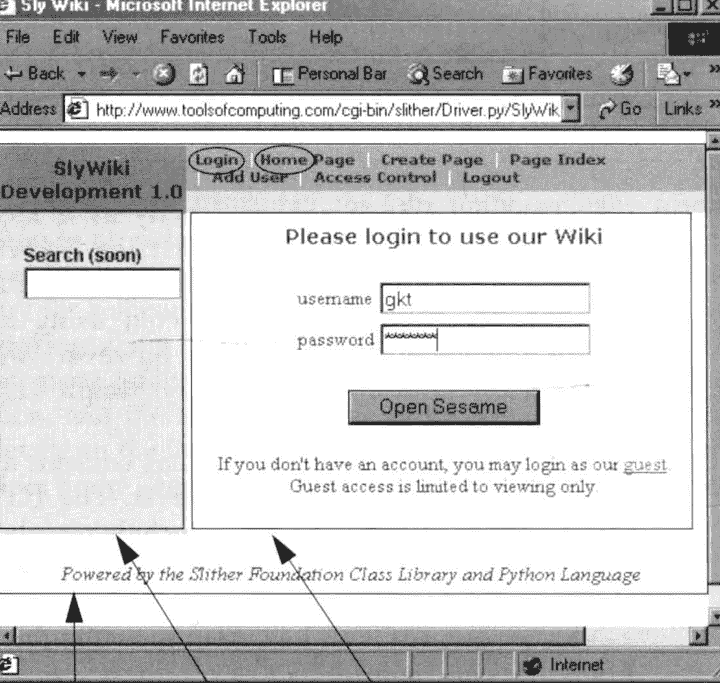 Sly Wiki - Microsoft Internet Explorer
File Edit View Favorites Tools Help
Back Personal Bar Search Favorites
Address http://www.toolsofcomputing.com/cgi-bin/slither/Driver.py/SlyWik Go Links
SlyWiki
Development 1.0
Login | Home Page | Create Page | Page Index
| Add User | Access Control | Logout
Search (soon)
Please login to use our Wiki
username gkt
password *******
Open Sesame
If you don't have an account, you may login as our guest.
Guest access is limited to viewing only.
Powered by the Slither Foundation Class Library and Python Language
Internet